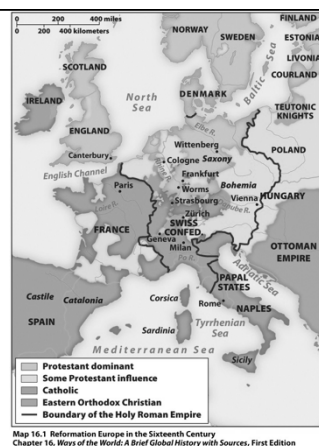 0 200 400 miles
0 200 400 kilometers
NORWAY
FINLAND
SWEDEN
ESTONIA
LIVONIA
COURLAND
SCOTLAND
North
Sea
Baltic Sea
DENMARK
TEUTONIC
KNIGHTS
IRELAND
ENGLAND
Elbe R.
POLAND
Wittenberg
Canterbury
Cologne
Saxony
English Channel
Frankfurt
Paris
Worms
Bohemia
Strasbourg
Vienna
HUNGARY
Zürich
FRANCE
SWISS
CONFED.
Geneva
Milan
Po R.
OTTOMAN
EMPIRE
Adriatic Sea
PAPAL
STATES
Castile
Catalonia
Corsica
Rome
NAPLES
SPAIN
Sardinia
Tyrrhenian
Sea
Mediterranean Sea
Sicily
Protestant dominant
Some Protestant influence
Catholic
Eastern Orthodox Christian
Boundary of the Holy Roman Empire
Map 16.1 Reformation Europe in the Sixteenth Century
Chapter 16, Ways of the World: A Brief Global History with Sources, First Edition